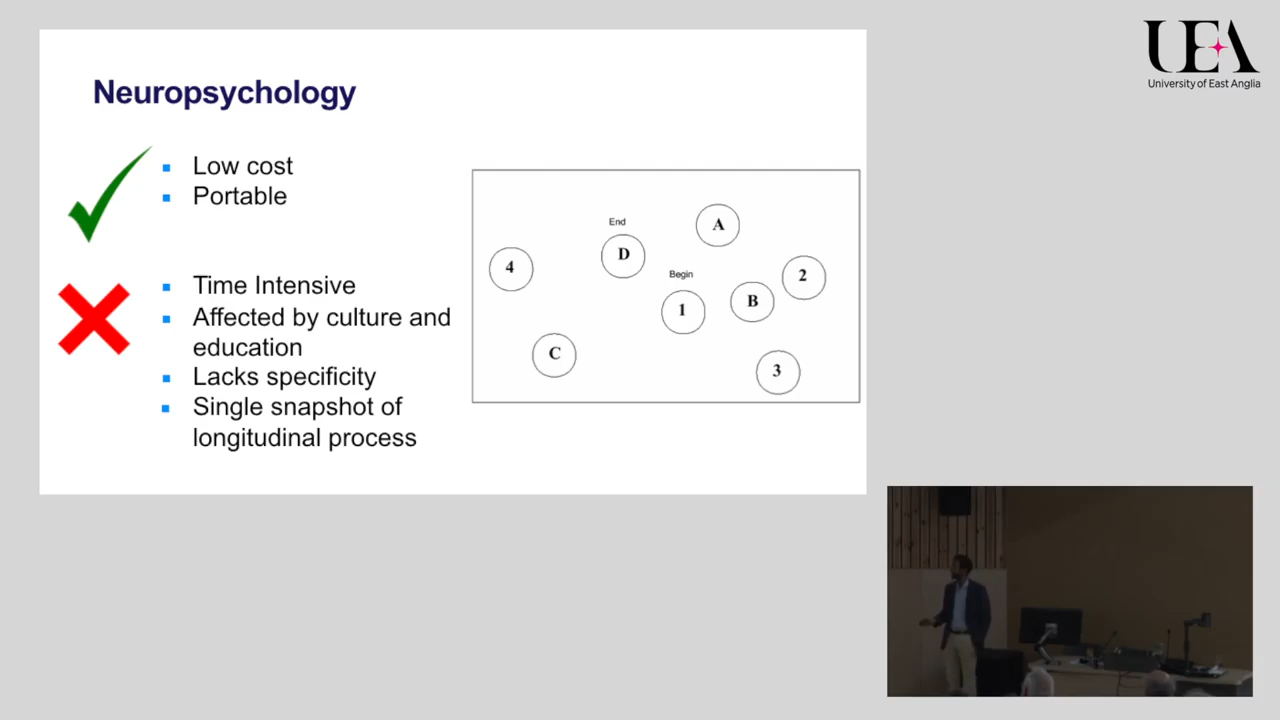 UEA
University of East Anglia
Neuropsychology
Low cost
Portable
Time Intensive
Affected by culture and
education
Lacks specificity
Single snapshot of
longitudinal process
End
A
D
4
Begin
2
B
1
C
3